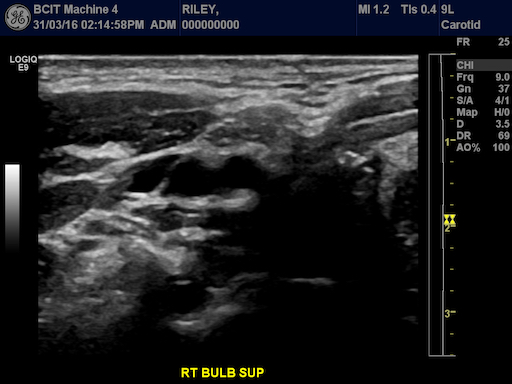 BCIT Machine 4 RILEY, MI 1.2 TIs 0.4 9L
31/03/16 02:14:58PM ADM 000000000 Carotid
FR 25
LOGIQ
E9
CHI
Frq 9.0
Gn 37
S/A 4/1
Map H/0
D 3.5
DR 69
AO% 100
1
2
3
RT BULB SUP